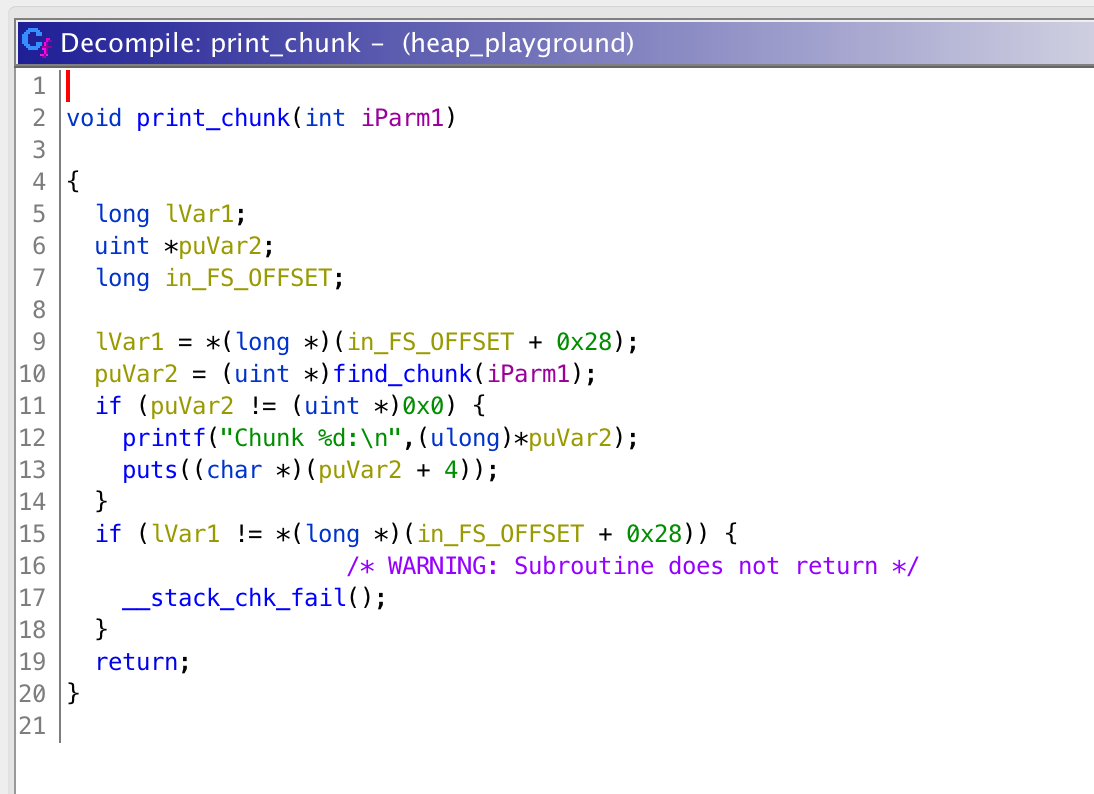 Decompile: print_chunk – (heap_playground)
1
2 void print_chunk(int iParm1)
3
4 {
5 long lVar1;
6 uint *puVar2;
7 long in_FS_OFFSET;
8
9 lVar1 = *(long *)(in_FS_OFFSET + 0x28);
10 puVar2 = (uint *)find_chunk(iParm1);
11 if (puVar2 != (uint *)0x0) {
12 printf("Chunk %d:\n",(ulong)*puVar2);
13 puts((char *)(puVar2 + 4));
14 }
15 if (lVar1 != *(long *)(in_FS_OFFSET + 0x28)) {
16 /* WARNING: Subroutine does not return */
17 __stack_chk_fail();
18 }
19 return;
20 }
21